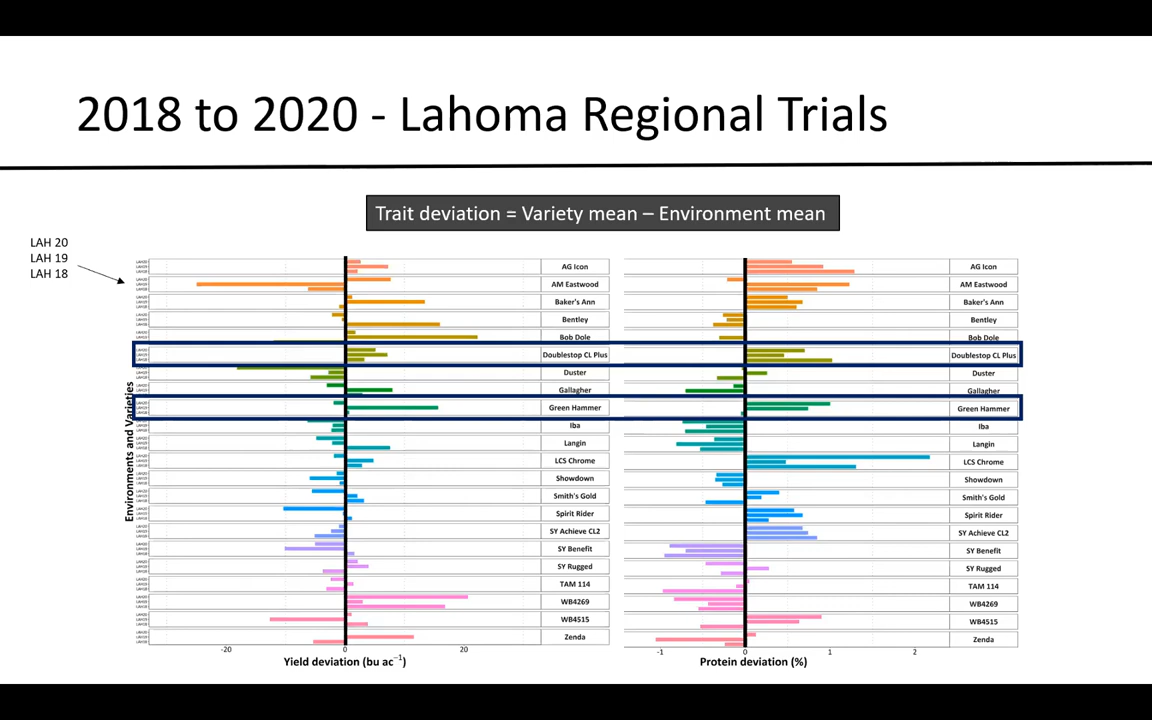 2018 to 2020 - Lahoma Regional Trials
Trait deviation = Variety mean – Environment mean
LAH 20
LAH 19
LAH 18
Environments and Varieties
AG Icon
AM Eastwood
Baker's Ann
Bentley
Bob Dole
Doublestop CL Plus
Duster
Gallagher
Green Hammer
Iba
Langin
LCS Chrome
Showdown
Smith's Gold
Spirit Rider
SY Achieve CL2
SY Benefit
SY Rugged
TAM 114
WB4269
WB4515
Zenda
-20 0 20
Yield deviation (bu ac⁻¹)
AG Icon
AM Eastwood
Baker's Ann
Bentley
Bob Dole
Doublestop CL Plus
Duster
Gallagher
Green Hammer
Iba
Langin
LCS Chrome
Showdown
Smith's Gold
Spirit Rider
SY Achieve CL2
SY Benefit
SY Rugged
TAM 114
WB4269
WB4515
Zenda
-1 0 1 2
Protein deviation (%)